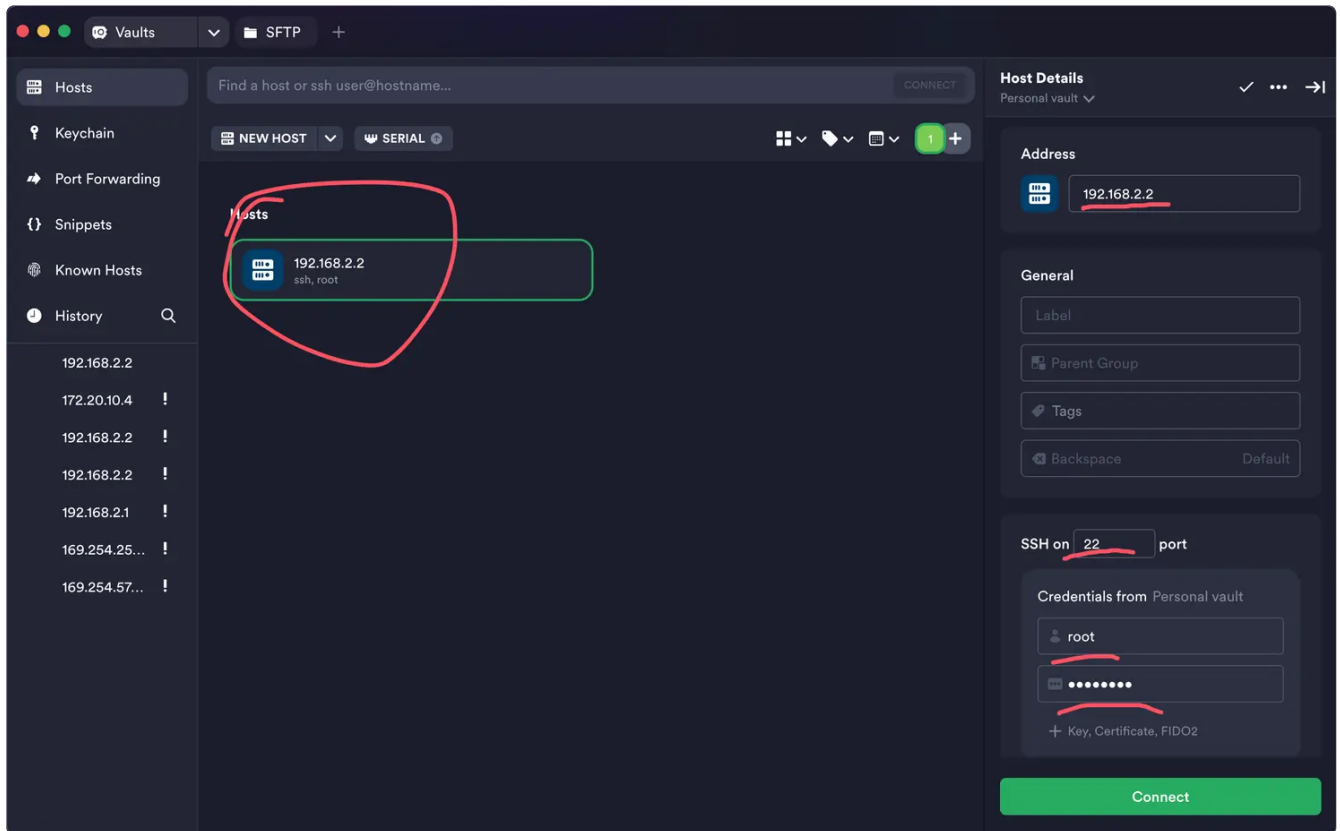 Vaults
SFTP
Hosts
Keychain
Port Forwarding
Snippets
Known Hosts
History
192.168.2.2
172.20.10.4 !
192.168.2.2 !
192.168.2.2 !
192.168.2.1 !
169.254.25... !
169.254.57... !
Find a host or ssh user@hostname... CONNECT
NEW HOST SERIAL
1 +
Hosts
192.168.2.2
ssh, root
Host Details
Personal vault
Address
192.168.2.2
General
Label
Parent Group
Tags
Backspace Default
SSH on 22 port
Credentials from Personal vault
root
••••••••
+ Key, Certificate, FIDO2
Connect